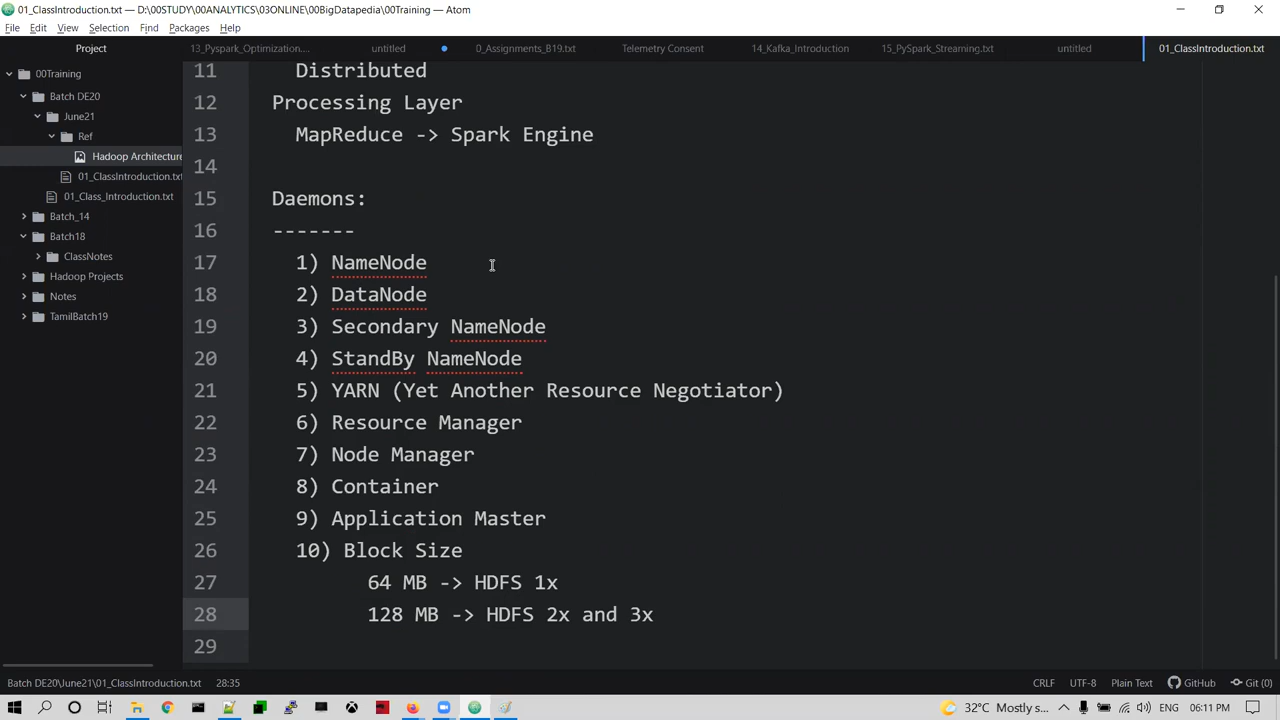 01_ClassIntroduction.txt — D:\00STUDY\00ANALYTICS\03ONLINE\00BigDatapedia\00Training — Atom
File Edit View Selection Find Packages Help
Project
13_Pyspark_Optimization....
untitled
0_Assignments_B19.txt
Telemetry Consent
14_Kafka_Introduction
15_PySpark_Streaming.txt
untitled
01_ClassIntroduction.txt
00Training
Batch DE20
June21
Ref
Hadoop Architecture
01_ClassIntroduction.txt
01_Class_Introduction.txt
Batch_14
Batch18
ClassNotes
Hadoop Projects
Notes
TamilBatch19
11 Distributed
12 Processing Layer
13 MapReduce -> Spark Engine
14
15 Daemons:
16 -------
17 1) NameNode
18 2) DataNode
19 3) Secondary NameNode
20 4) StandBy NameNode
21 5) YARN (Yet Another Resource Negotiator)
22 6) Resource Manager
23 7) Node Manager
24 8) Container
25 9) Application Master
26 10) Block Size
27 64 MB -> HDFS 1x
28 128 MB -> HDFS 2x and 3x
29
Batch DE20\June21\01_ClassIntroduction.txt 28:35 CRLF UTF-8 Plain Text GitHub Git (0)
32°C Mostly s... ENG 06:11 PM